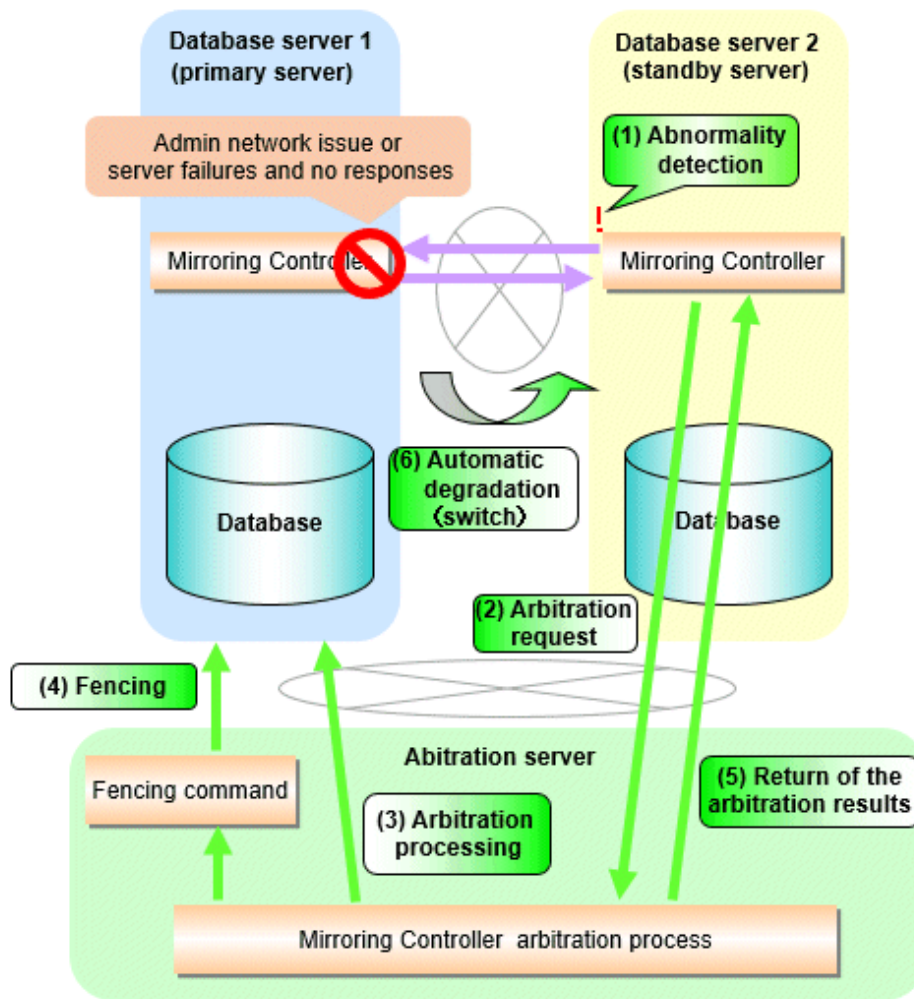 Database server 1
(primary server)
Database server 2
(standby server)
Admin network issue or
server failures and no responses
(1) Abnormality
detection
!
Mirroring Controller
Mirroring Controller
(6) Automatic
degradation
(switch)
Database
Database
(2) Arbitration
request
(4) Fencing
Abitration server
Fencing command
(3) Arbitration
processing
(5) Return of the
arbitration results
Mirroring Controller arbitration process